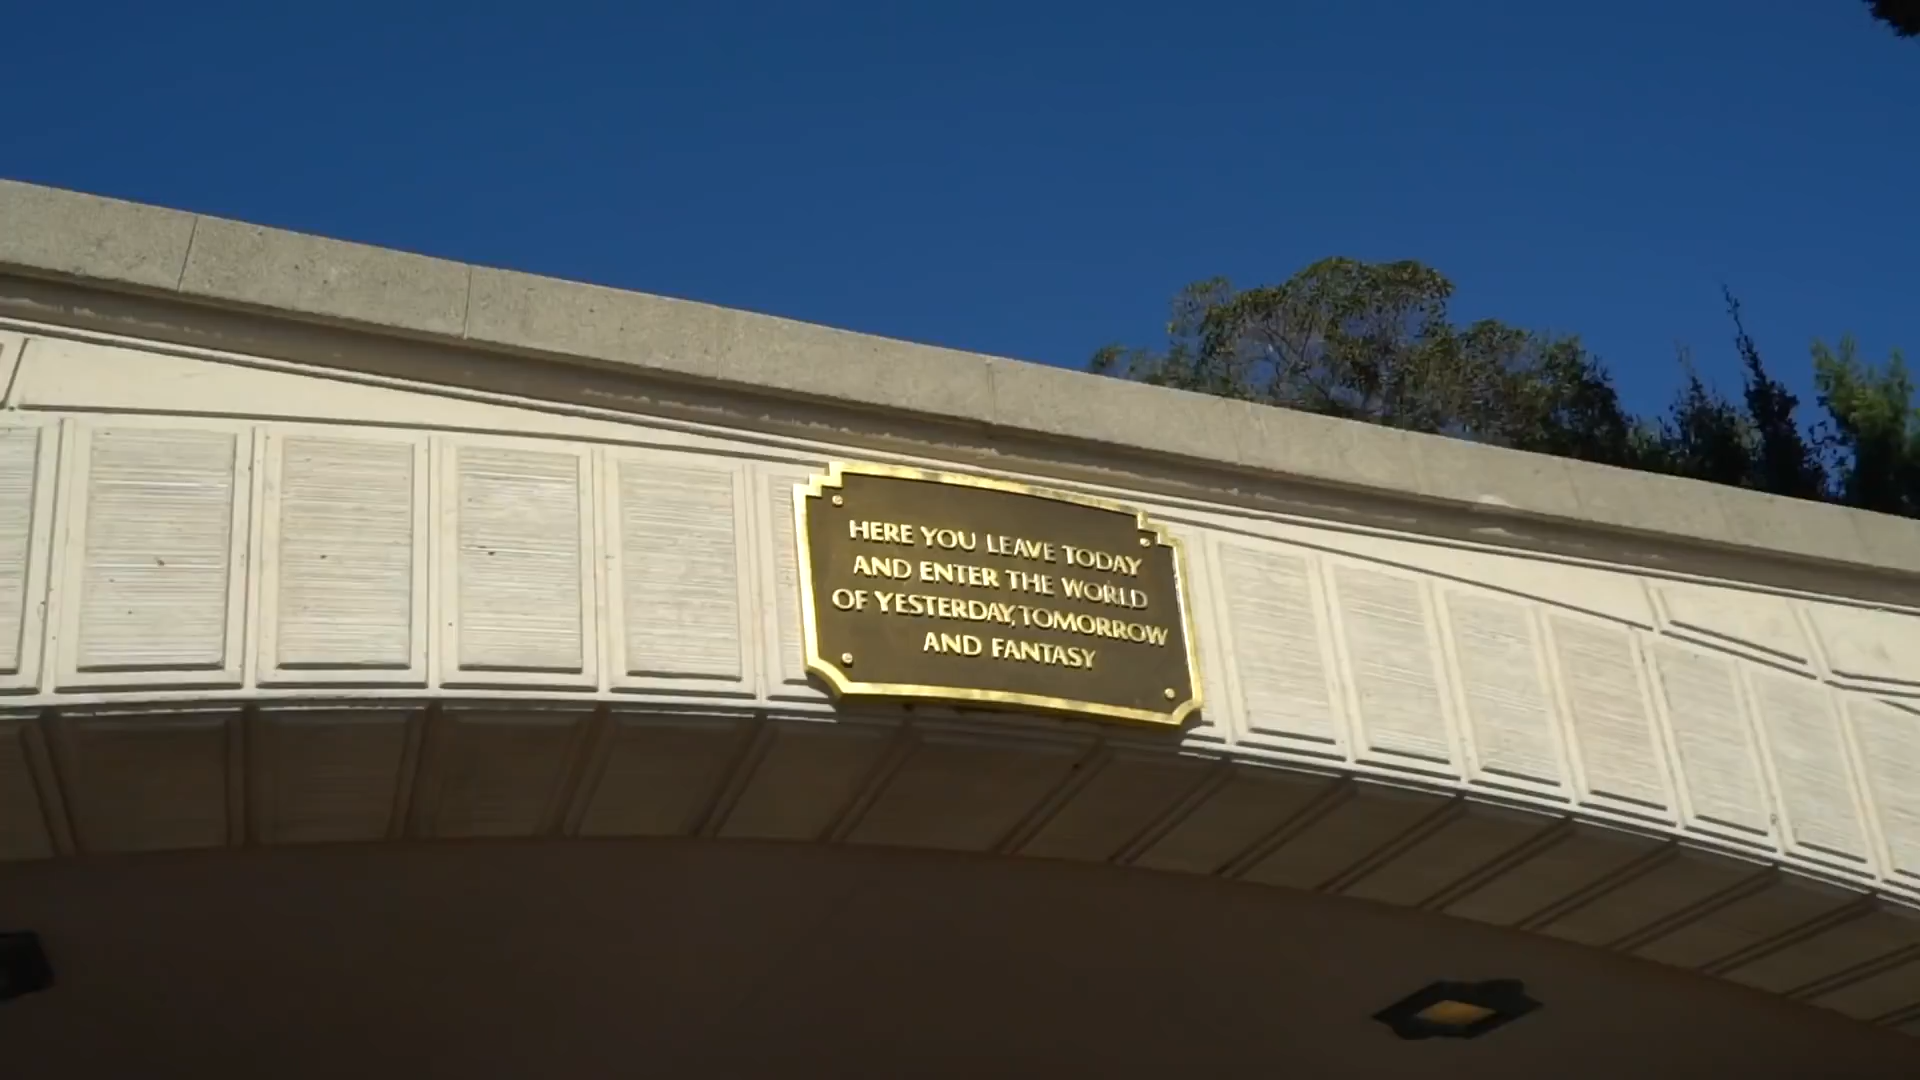 HERE YOU LEAVE TODAY
AND ENTER THE WORLD
OF YESTERDAY, TOMORROW
AND FANTASY